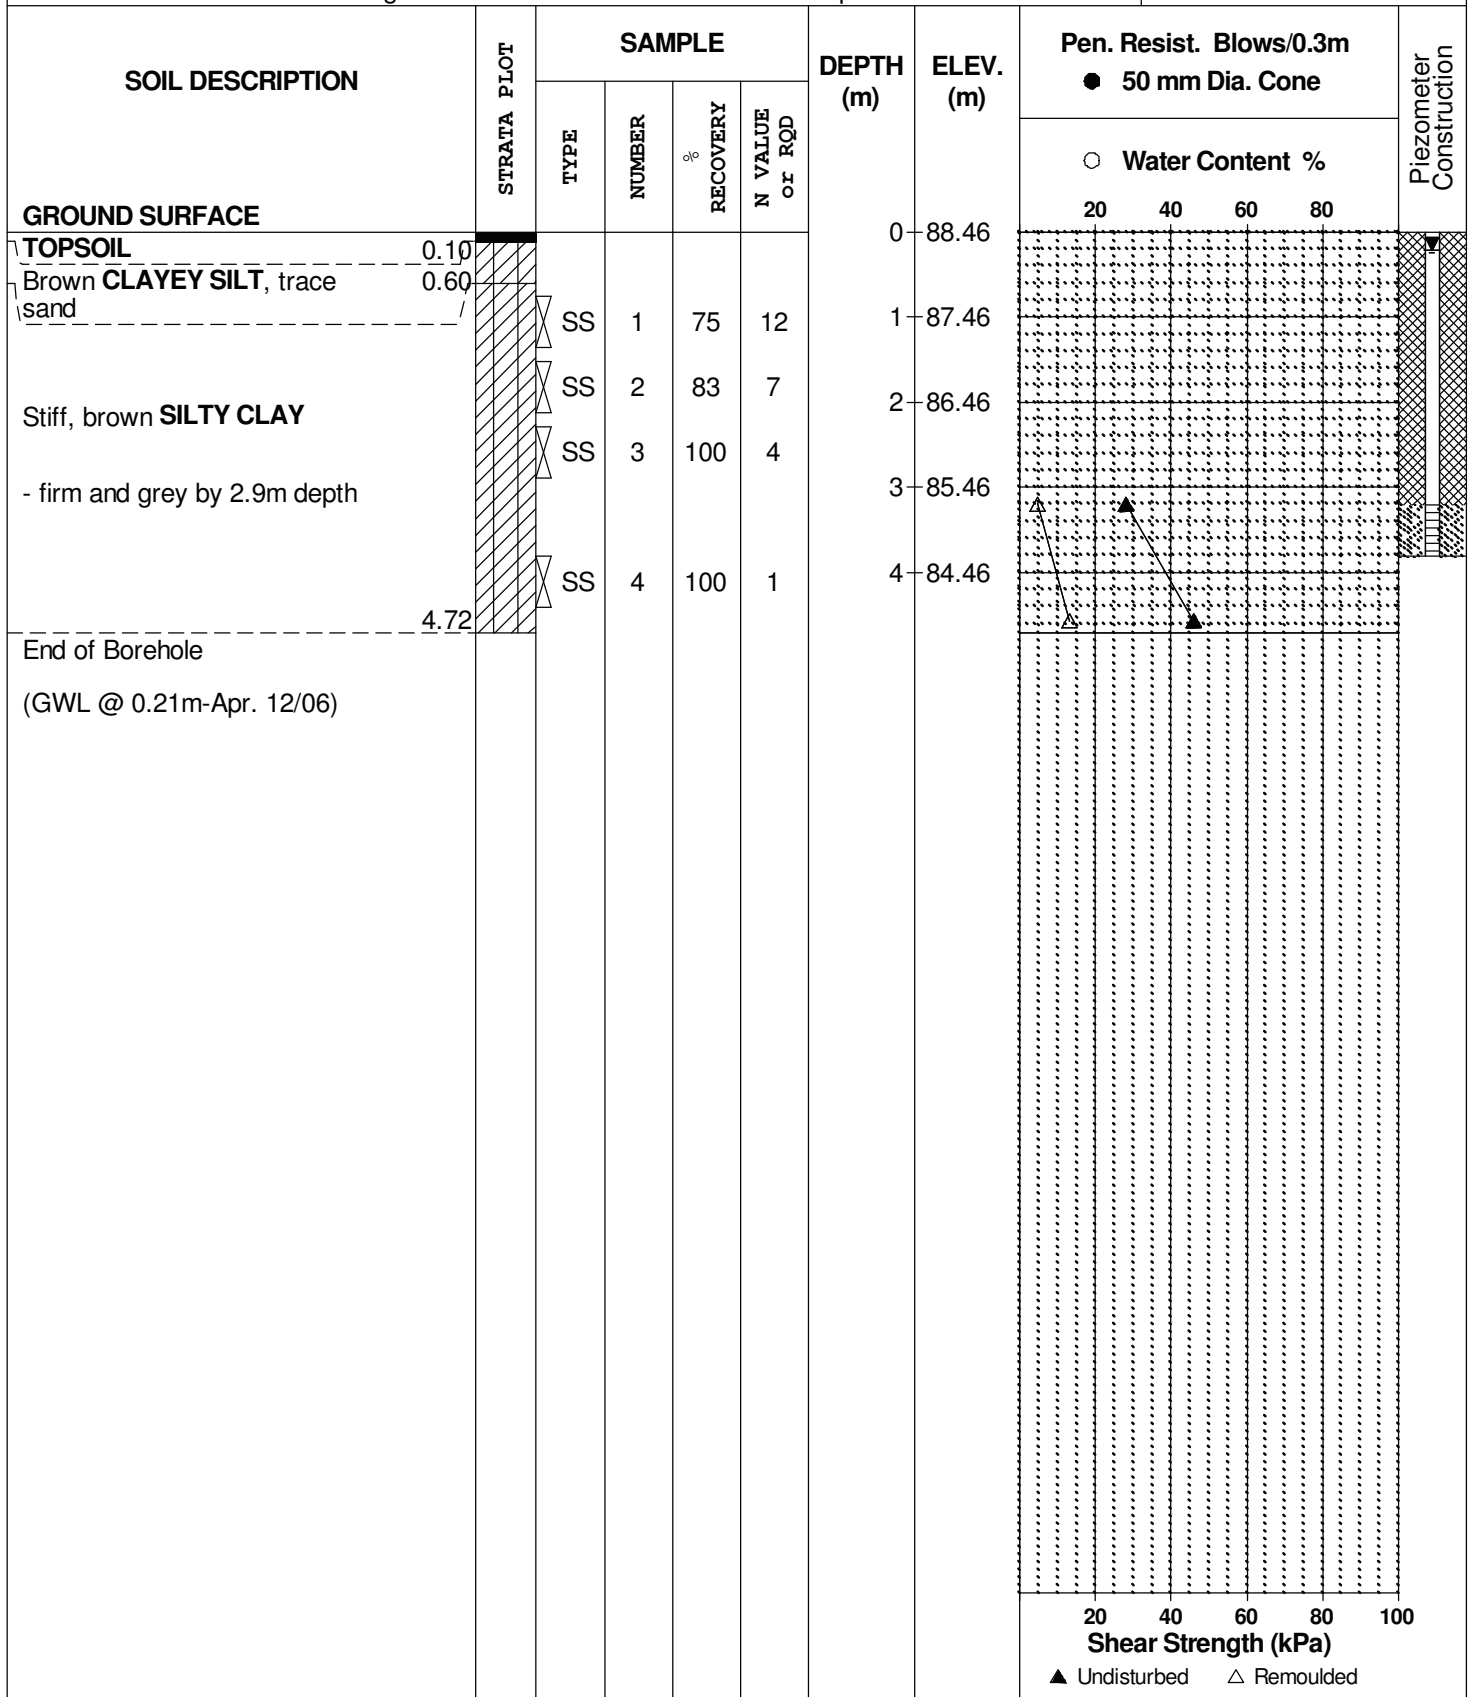 SOIL DESCRIPTION
STRATA PLOT
SAMPLE
TYPE
NUMBER
% RECOVERY
N VALUE or RQD
DEPTH (m)
ELEV. (m)
Pen. Resist. Blows/0.3m
● 50 mm Dia. Cone
○ Water Content %
20 40 60 80
Piezometer Construction
GROUND SURFACE
0 88.46
TOPSOIL 0.10
Brown CLAYEY SILT, trace 0.60
sand
SS 1 75 12
1 87.46
SS 2 83 7
2 86.46
Stiff, brown SILTY CLAY
SS 3 100 4
3 85.46
- firm and grey by 2.9m depth
4 84.46
SS 4 100 1
4.72
End of Borehole
(GWL @ 0.21m-Apr. 12/06)
20 40 60 80 100
Shear Strength (kPa)
▲ Undisturbed △ Remoulded